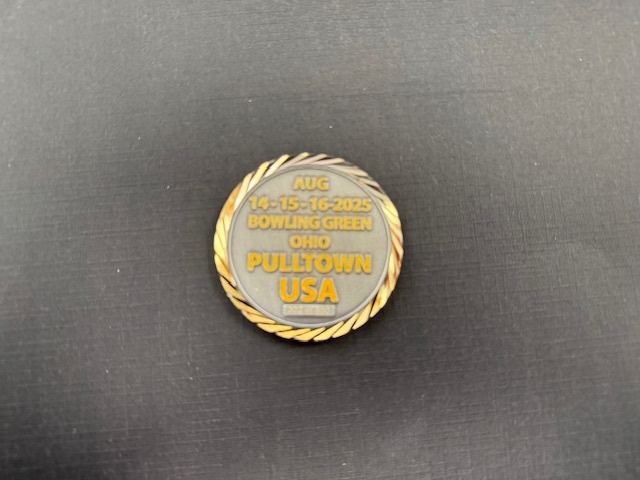 AUG
14-15-16-2025
BOWLING GREEN
OHIO
PULLTOWN
USA